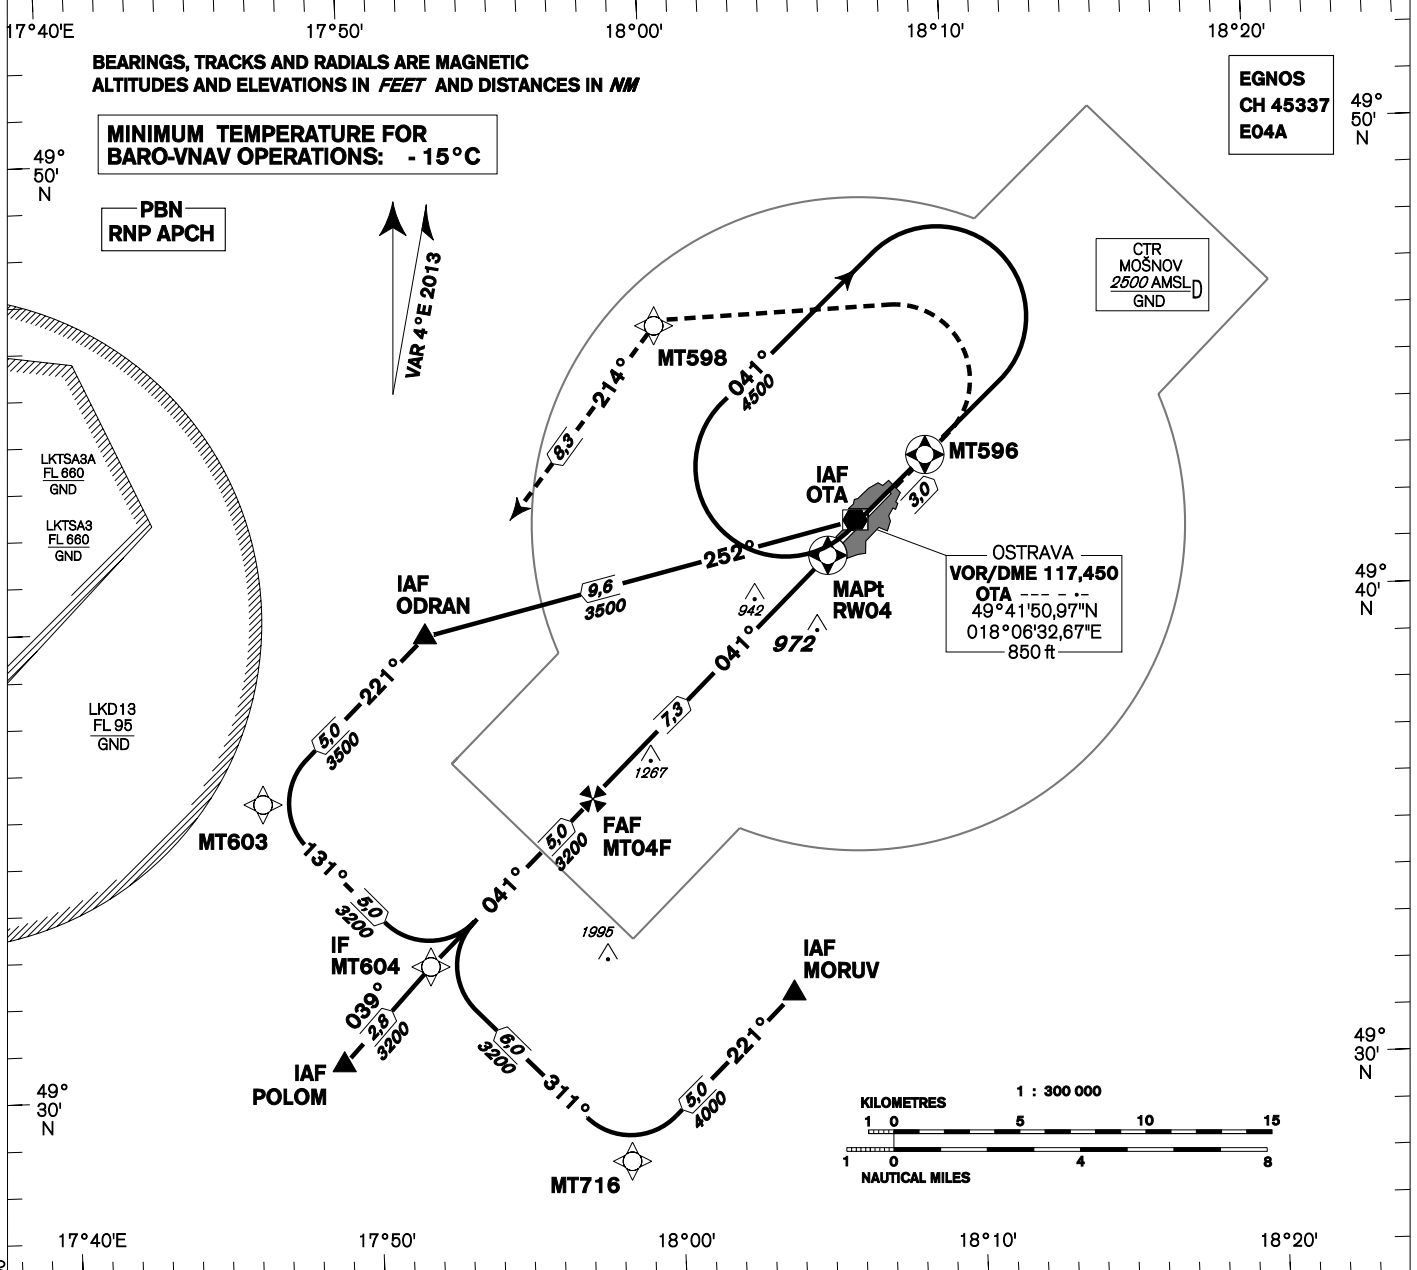 17°40'E
17°50'
18°00'
18°10'
18°20'
BEARINGS, TRACKS AND RADIALS ARE MAGNETIC
ALTITUDES AND ELEVATIONS IN FEET AND DISTANCES IN NM
EGNOS
CH 45337
E04A
49°
50'
N
MINIMUM TEMPERATURE FOR
BARO-VNAV OPERATIONS: - 15°C
49°
50'
N
PBN
RNP APCH
VAR 4°E 2013
CTR
MOŠNOV
2500 AMSL
GND
D
MT598
214°
8,3
041°
4500
MT596
3,0
IAF
OTA
LKTSA3A
FL 660
GND
LKTSA3
FL 660
GND
252°
9,6
3500
IAF
ODRAN
OSTRAVA
VOR/DME 117,450
OTA --- - ·-
49°41'50,97"N
018°06'32,67"E
850 ft
49°
40'
N
MAPt
RW04
942
972
041°
7,3
1267
221°
5,0
3500
LKD13
FL 95
GND
MT603
FAF
MT04F
5,0
3200
131°
5,0
3200
041°
IF
MT604
1995
IAF
MORUV
039°
2,8
3200
6,0
3200
221°
IAF
POLOM
311°
5,0
4000
49°
30'
N
49°
30'
N
MT716
1 : 300 000
KILOMETRES
1 0 5 10 15
1 0 4 8
NAUTICAL MILES
17°40'E
17°50'
18°00'
18°10'
18°20'